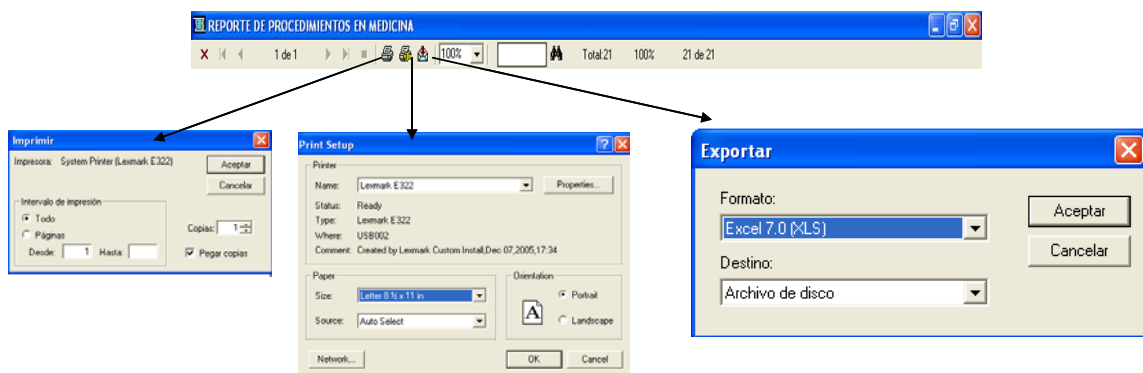 REPORTE DE PROCEDIMIENTOS EN MEDICINA
1 de 1 100% Total:21 100% 21 de 21
Imprimir
Impresora: System Printer (Lexmark E322)
Aceptar
Cancelar
Intervalo de impresión
Todo
Páginas
Desde: 1 Hasta:
Copias: 1
Pegar copias
Print Setup
Printer
Name: Lexmark E322 Properties...
Status: Ready
Type: Lexmark E322
Where: USB002
Comment: Created by Lexmark Custom Install,Dec 07,2005,17:34
Paper
Size: Letter 8 ½ x 11 in
Source: Auto Select
Orientation
A
Portrait
Landscape
Network... OK Cancel
Exportar
Formato:
Excel 7.0 (XLS)
Destino:
Archivo de disco
Aceptar
Cancelar